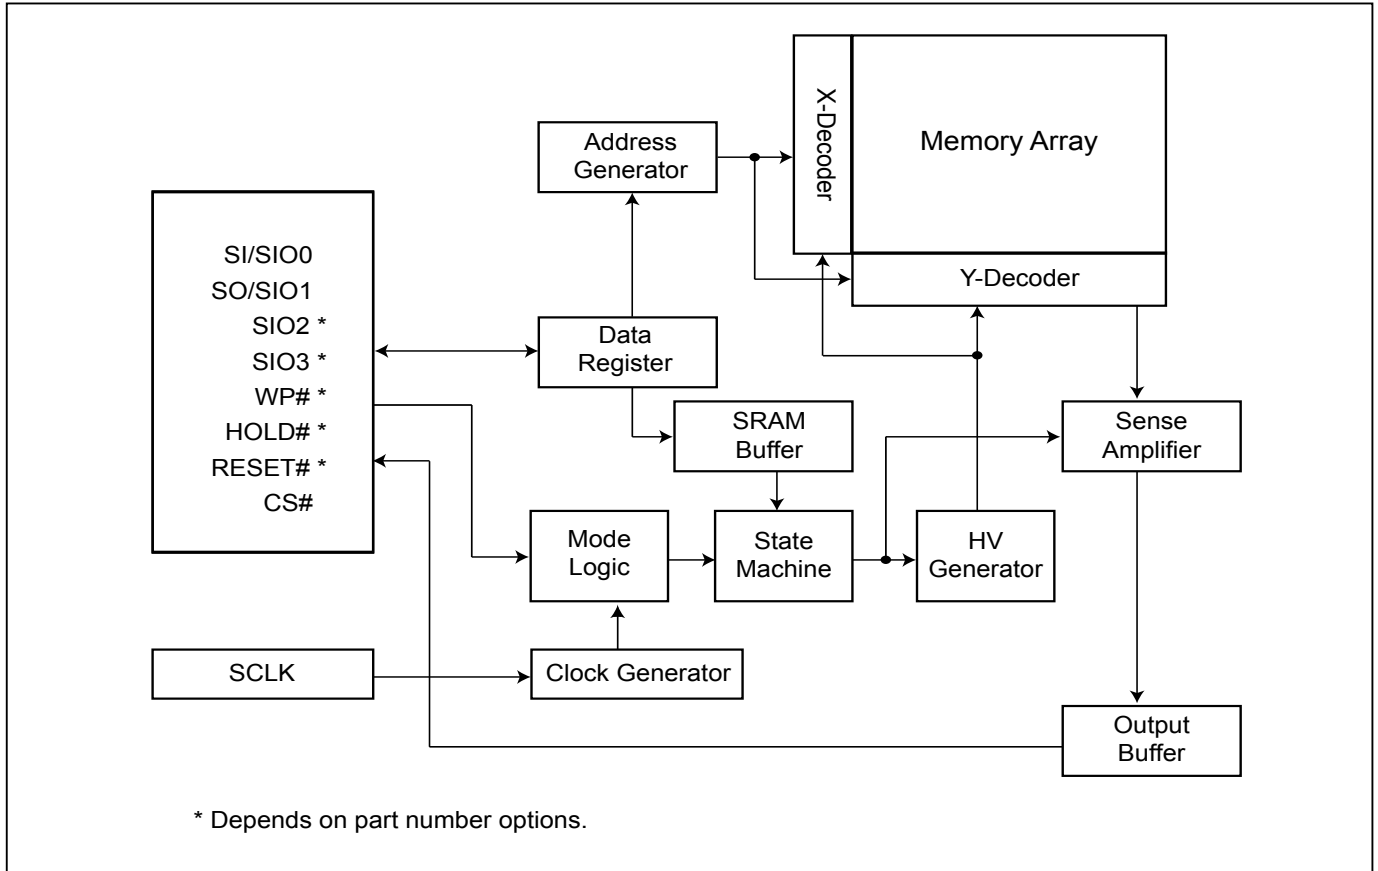 X-Decoder
Memory Array
Address
Generator
Y-Decoder
SI/SIO0
SO/SIO1
SIO2 *
SIO3 *
WP# *
HOLD# *
RESET# *
CS#
Data
Register
SRAM
Buffer
Sense
Amplifier
Mode
Logic
State
Machine
HV
Generator
SCLK
Clock Generator
Output
Buffer
* Depends on part number options.